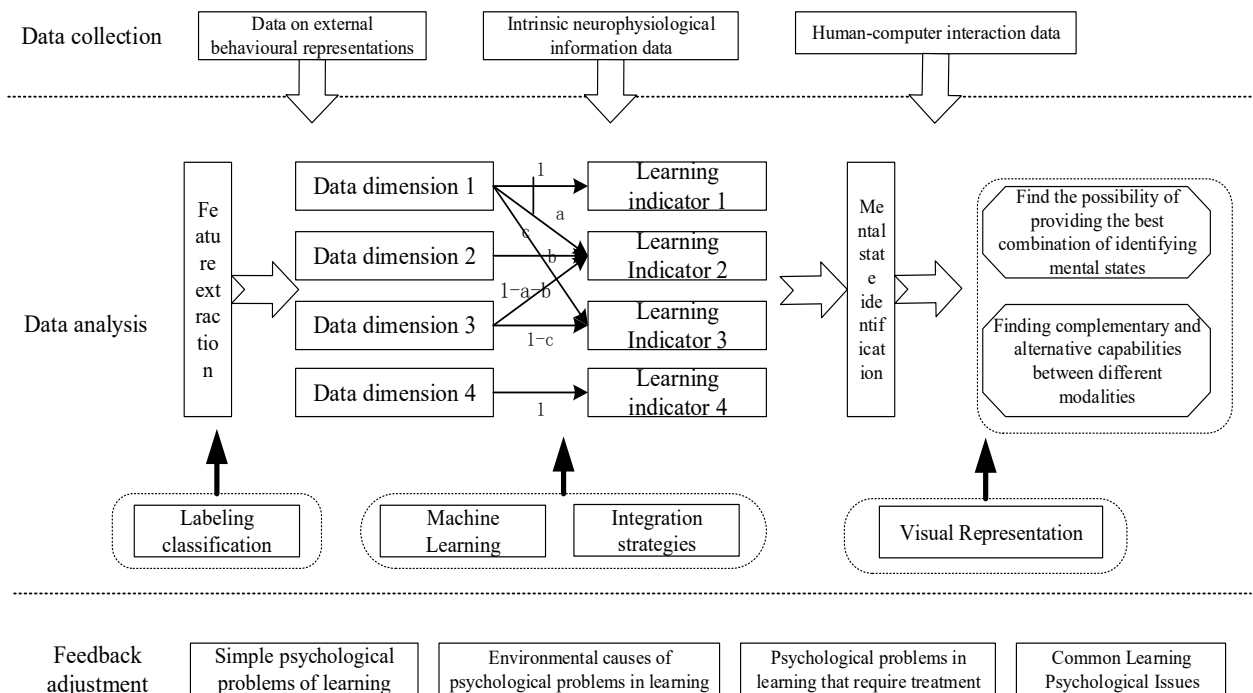 Data collection
Data on external
behavioural representations
Intrinsic neurophysiological
information data
Human-computer interaction data
Data analysis
Fe
atu
re
ext
rac
tio
n
Data dimension 1
Data dimension 2
Data dimension 3
Data dimension 4
1
a
c
b
1-a-b
1-c
1
Learning
indicator 1
Learning
Indicator 2
Learning
Indicator 3
Learning
indicator 4
Me
ntal
stat
e
ide
ntif
icat
ion
Find the possibility of
providing the best
combination of identifying
mental states
Finding complementary and
alternative capabilities
between different
modalities
Labeling
classification
Machine
Learning
Integration
strategies
Visual Representation
Feedback
adjustment
Simple psychological
problems of learning
Environmental causes of
psychological problems in learning
Psychological problems in
learning that require treatment
Common Learning
Psychological Issues